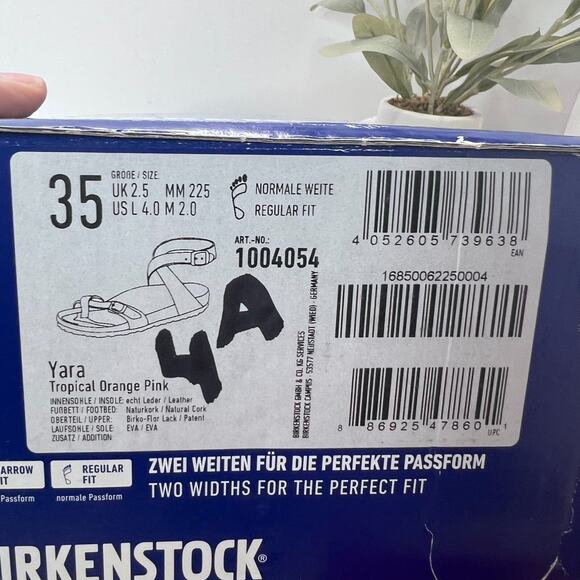 35
GRÖßE / SIZE
UK 2.5 MM 225
US L 4.0 M 2.0
NORMALE WEITE
REGULAR FIT
ART.-No.:
1004054
4 052605 739638
EAN
16850062250004
8 86925 47860 1
UPC
4A
BIRKENSTOCK GMBH & CO. KG SERVICES
BIRKENSTOCK CAMPUS · 53577 NEUSTADT (WIED) · GERMANY
Yara
Tropical Orange Pink
INNENSOHLE / INSOLE: echt Leder / Leather
FUßBETT / FOOTBED: Naturkork / Natural Cork
OBERTEIL / UPPER: Birko-Flor Lack / Patent
LAUFSOHLE / SOLE: EVA / EVA
ZUSATZ / ADDITION:
ARROW
IT
Passform
REGULAR
FIT
normale Passform
ZWEI WEITEN FÜR DIE PERFEKTE PASSFORM
TWO WIDTHS FOR THE PERFECT FIT
IRKENSTOCK®